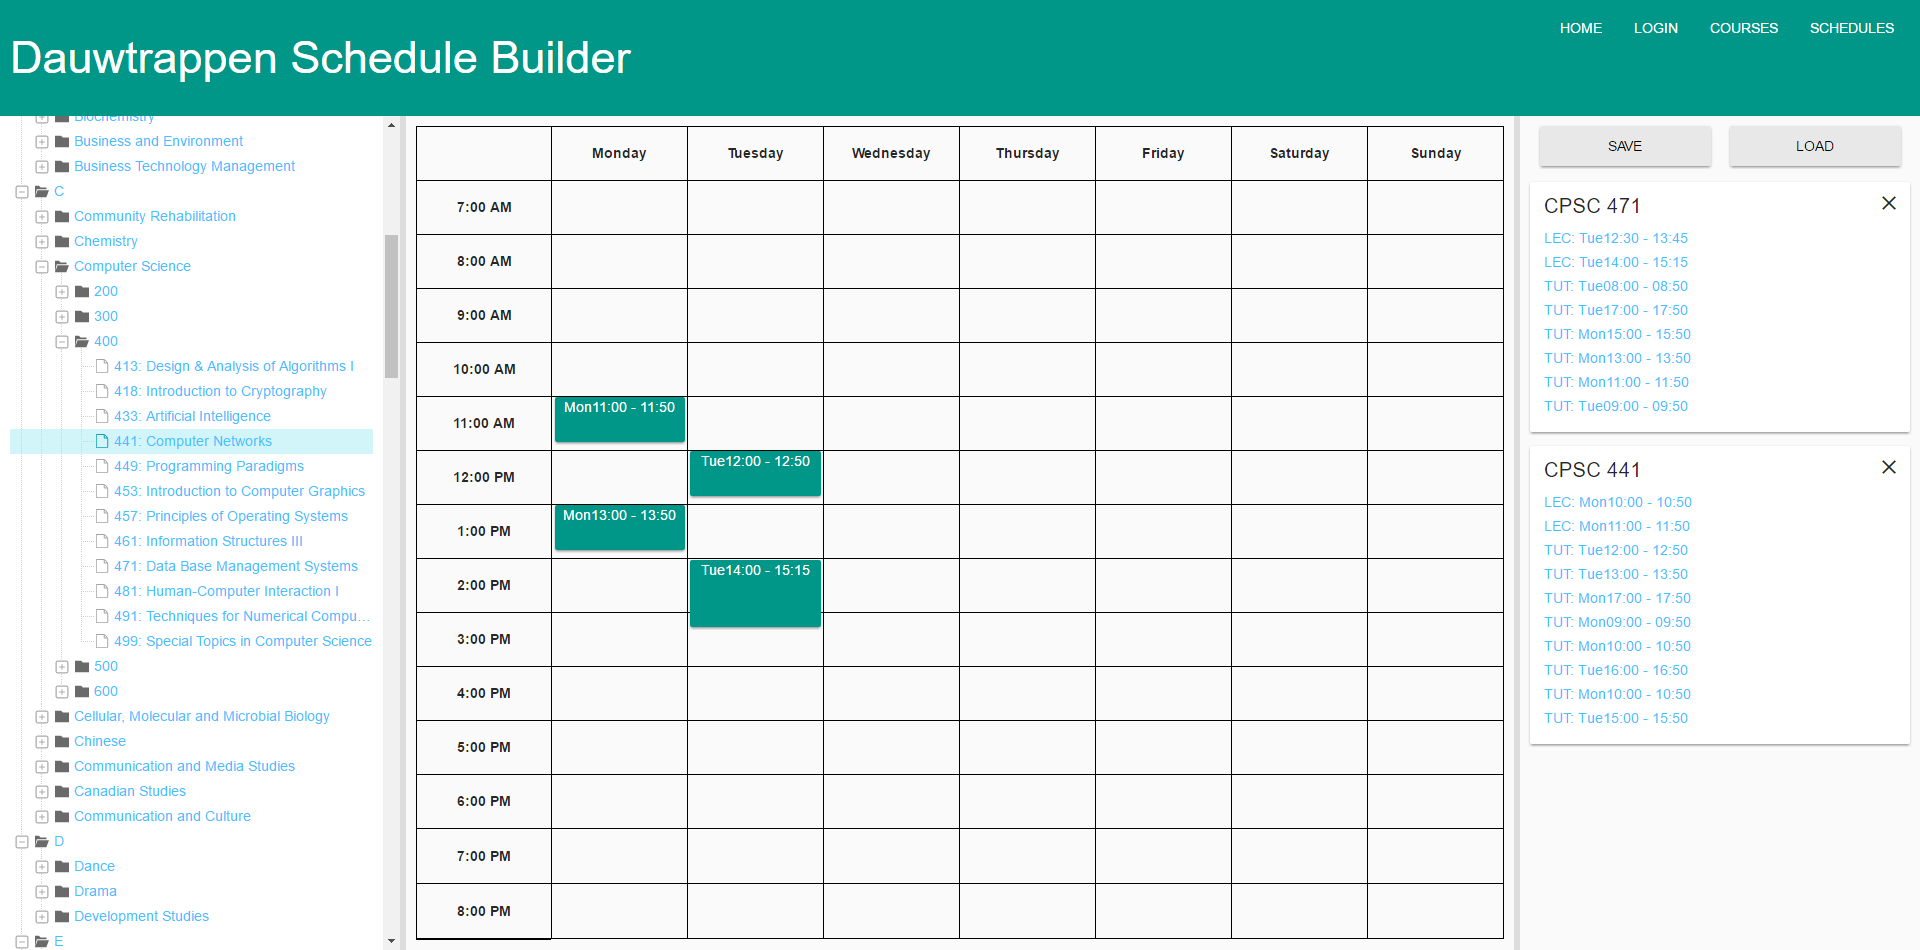 HOME LOGIN COURSES SCHEDULES
Dauwtrappen Schedule Builder
Biochemistry
Business and Environment
Business Technology Management
C
Community Rehabilitation
Chemistry
Computer Science
200
300
400
413: Design & Analysis of Algorithms I
418: Introduction to Cryptography
433: Artificial Intelligence
441: Computer Networks
449: Programming Paradigms
453: Introduction to Computer Graphics
457: Principles of Operating Systems
461: Information Structures III
471: Data Base Management Systems
481: Human-Computer Interaction I
491: Techniques for Numerical Compu...
499: Special Topics in Computer Science
500
600
Cellular, Molecular and Microbial Biology
Chinese
Communication and Media Studies
Canadian Studies
Communication and Culture
D
Dance
Drama
Development Studies
E
Monday Tuesday Wednesday Thursday Friday Saturday Sunday
7:00 AM
8:00 AM
9:00 AM
10:00 AM
11:00 AM Mon11:00 - 11:50
12:00 PM Tue12:00 - 12:50
1:00 PM Mon13:00 - 13:50
2:00 PM Tue14:00 - 15:15
3:00 PM
4:00 PM
5:00 PM
6:00 PM
7:00 PM
8:00 PM
SAVE LOAD
CPSC 471
LEC: Tue12:30 - 13:45
LEC: Tue14:00 - 15:15
TUT: Tue08:00 - 08:50
TUT: Tue17:00 - 17:50
TUT: Mon15:00 - 15:50
TUT: Mon13:00 - 13:50
TUT: Mon11:00 - 11:50
TUT: Tue09:00 - 09:50
CPSC 441
LEC: Mon10:00 - 10:50
LEC: Mon11:00 - 11:50
TUT: Tue12:00 - 12:50
TUT: Tue13:00 - 13:50
TUT: Mon17:00 - 17:50
TUT: Mon09:00 - 09:50
TUT: Mon10:00 - 10:50
TUT: Tue16:00 - 16:50
TUT: Mon10:00 - 10:50
TUT: Tue15:00 - 15:50